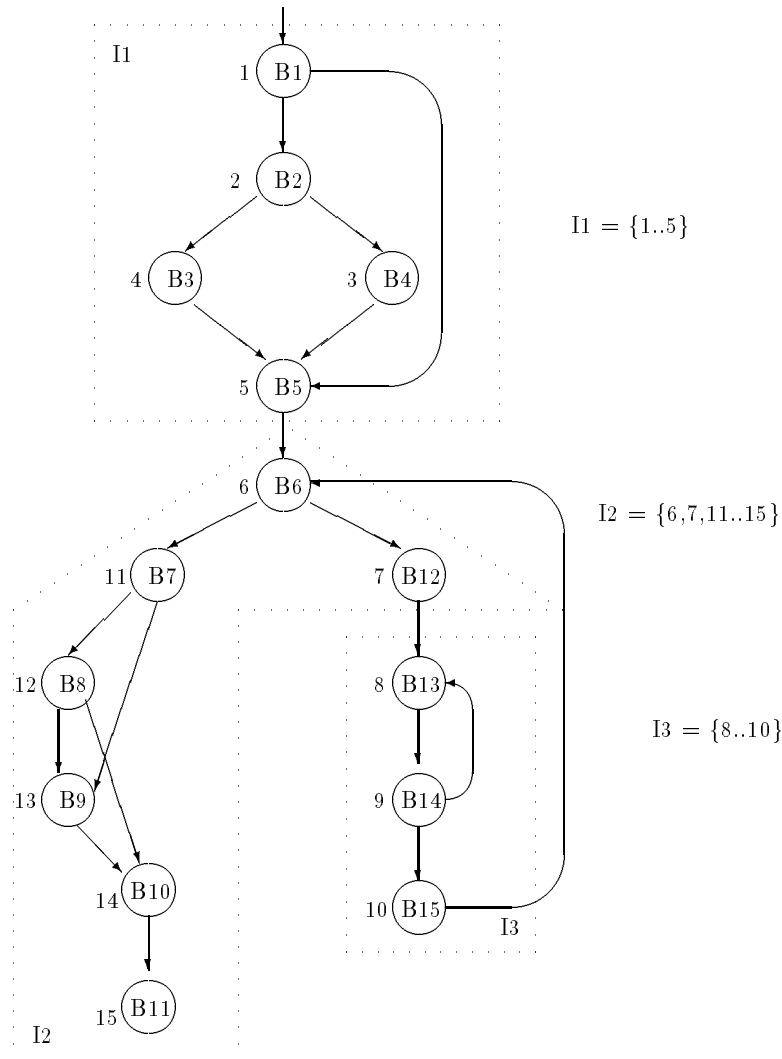 I1
1 B1
2 B2
I1 = {1..5}
4 B3
3 B4
5 B5
6 B6
I2 = {6,7,11..15}
11 B7
7 B12
12 B8
8 B13
I3 = {8..10}
13 B9
9 B14
14 B10
10 B15
I3
15 B11
I2